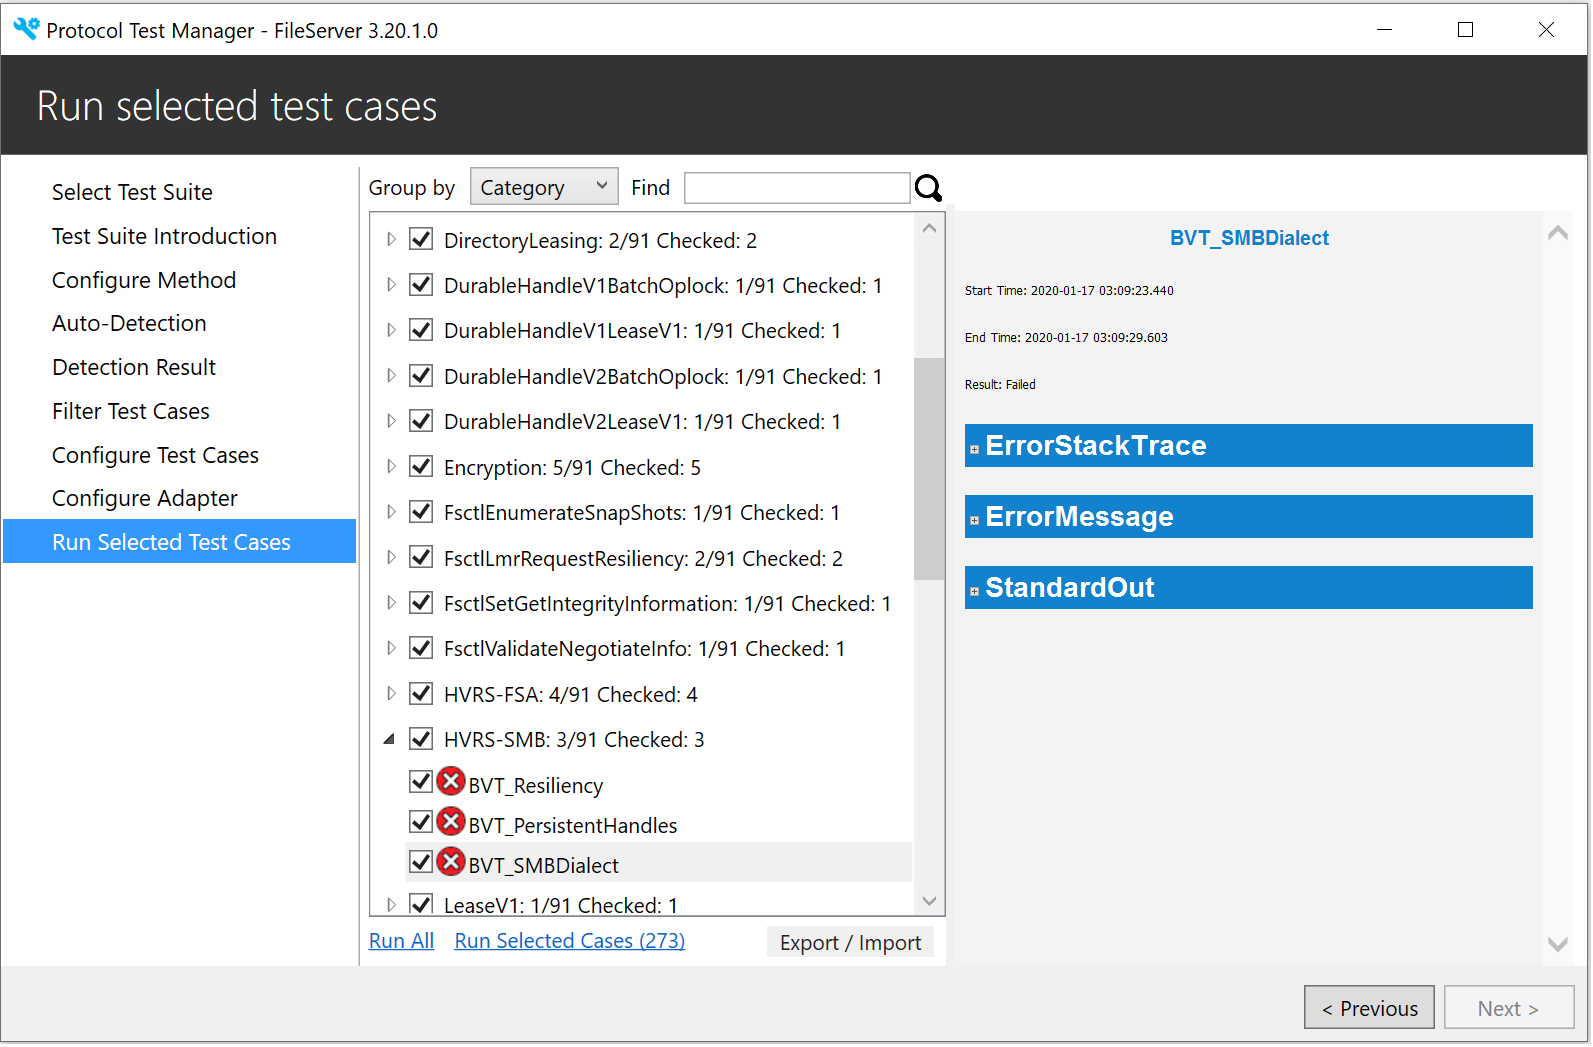 Protocol Test Manager - FileServer 3.20.1.0
Run selected test cases
Select Test Suite
Test Suite Introduction
Configure Method
Auto-Detection
Detection Result
Filter Test Cases
Configure Test Cases
Configure Adapter
Run Selected Test Cases
Group by Category Find
DirectoryLeasing: 2/91 Checked: 2
DurableHandleV1BatchOplock: 1/91 Checked: 1
DurableHandleV1LeaseV1: 1/91 Checked: 1
DurableHandleV2BatchOplock: 1/91 Checked: 1
DurableHandleV2LeaseV1: 1/91 Checked: 1
Encryption: 5/91 Checked: 5
FsctlEnumerateSnapShots: 1/91 Checked: 1
FsctlLmrRequestResiliency: 2/91 Checked: 2
FsctlSetGetIntegrityInformation: 1/91 Checked: 1
FsctlValidateNegotiateInfo: 1/91 Checked: 1
HVRS-FSA: 4/91 Checked: 4
HVRS-SMB: 3/91 Checked: 3
BVT_Resiliency
BVT_PersistentHandles
BVT_SMBDialect
LeaseV1: 1/91 Checked: 1
Run All Run Selected Cases (273) Export / Import
BVT_SMBDialect
Start Time: 2020-01-17 03:09:23.440
End Time: 2020-01-17 03:09:29.603
Result: Failed
ErrorStackTrace
ErrorMessage
StandardOut
< Previous Next >